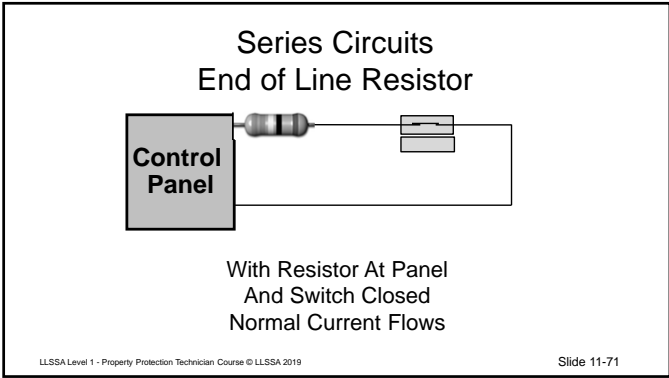 Series Circuits
End of Line Resistor
Control
Panel
With Resistor At Panel
And Switch Closed
Normal Current Flows
LLSSA Level 1 - Property Protection Technician Course © LLSSA 2019
Slide 11-71